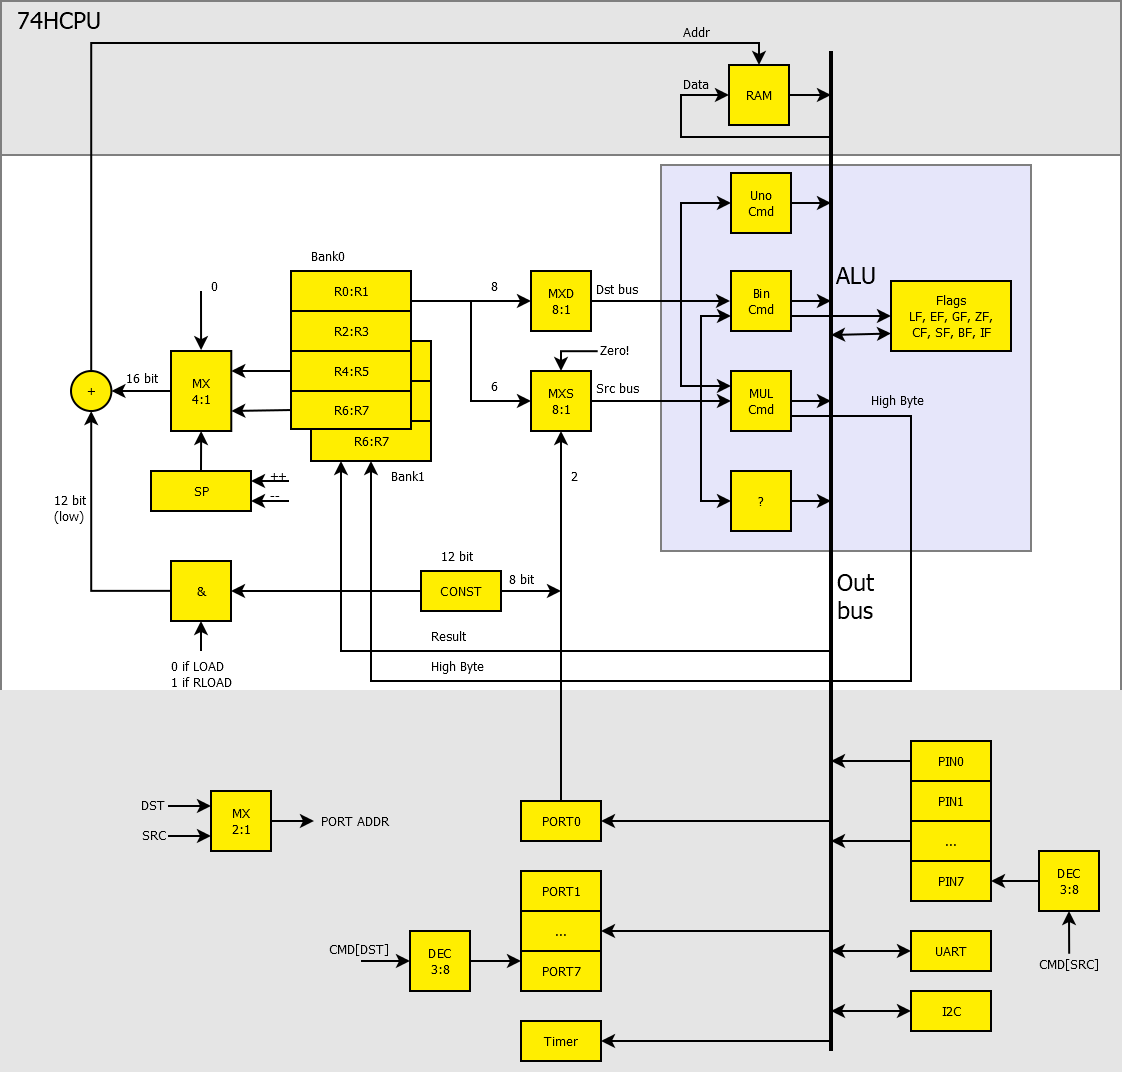 74HCPU
Addr
Data
RAM
Uno
Cmd
Bank0
0
R0:R1
8
MXD
8:1
Dst bus
Bin
Cmd
ALU
Flags
LF, EF, GF, ZF,
CF, SF, BF, IF
R2:R3
Zero!
16 bit
+
MX
4:1
R4:R5
6
MXS
8:1
Src bus
MUL
Cmd
High Byte
R6:R7
R6:R7
Bank1
2
SP
++
--
?
12 bit
(low)
12 bit
CONST
8 bit
&
Out
bus
Result
High Byte
0 if LOAD
1 if RLOAD
PIN0
PIN1
...
PIN7
DST
SRC
MX
2:1
PORT ADDR
PORT0
DEC
3:8
CMD[SRC]
PORT1
...
PORT7
CMD[DST]
DEC
3:8
UART
I2C
Timer